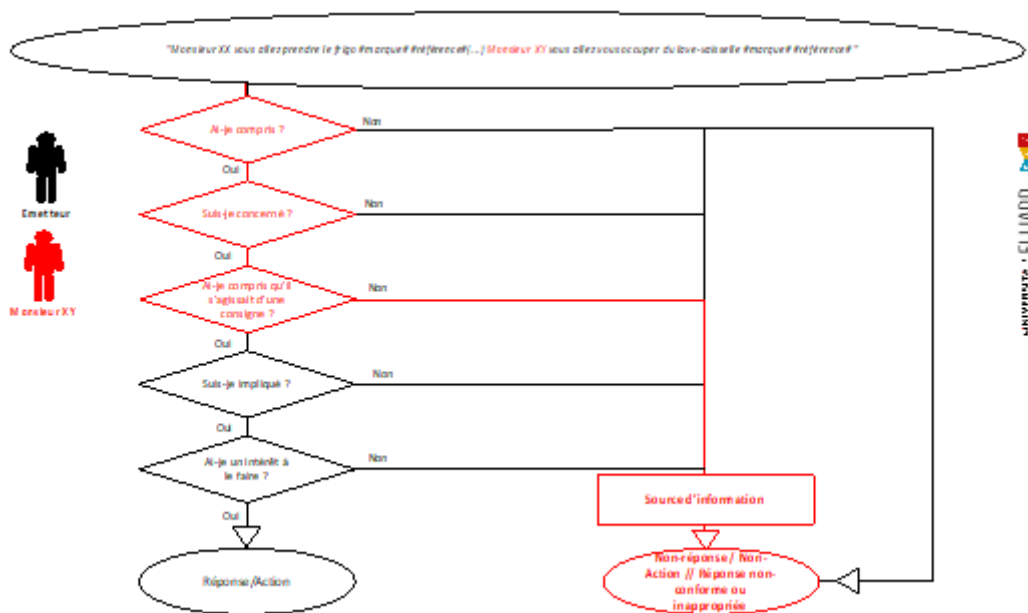 "Monsieur XX vous allez prendre le frigo #marque# #référence# [...] Monsieur XY vous allez vous occuper du lave-vaisselle #marque# #référence# "
Ai-je compris ?
Non
Oui
Emetteur
Suis-je concerné ?
Non
Oui
Monsieur XY
Ai-je compris qu'il
s'agissait d'une
consigne ?
Non
Oui
Suis-je impliqué ?
Non
Oui
Ai-je un intérêt à
le faire ?
Non
Oui
Source d'information
Réponse/Action
Non-réponse / Non-
Action // Réponse non-
conforme ou
inappropriée